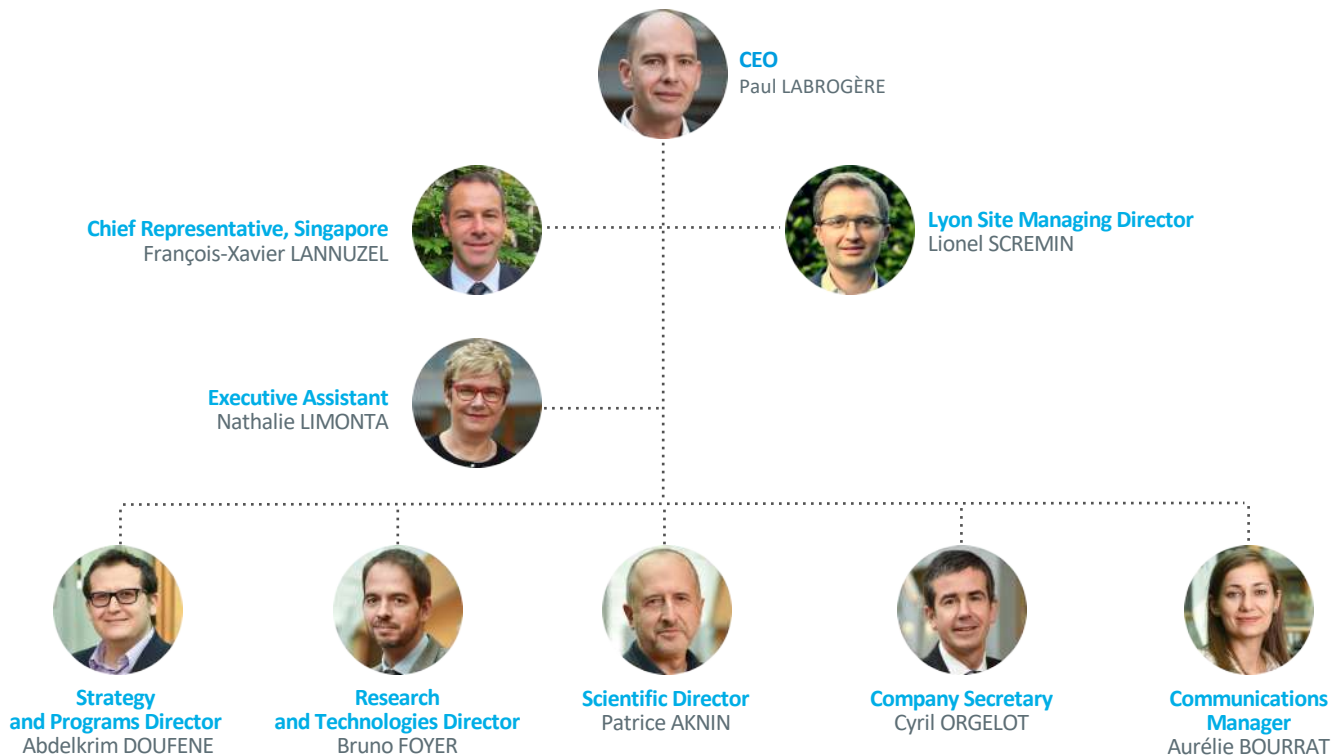 CEO
Paul LABROGÈRE
Chief Representative, Singapore
François-Xavier LANNUZEL
Lyon Site Managing Director
Lionel SCREMIN
Executive Assistant
Nathalie LIMONTA
Strategy
and Programs Director
Abdelkrim DOUFENE
Research
and Technologies Director
Bruno FOYER
Scientific Director
Patrice AKNIN
Company Secretary
Cyril ORGELOT
Communications
Manager
Aurélie BOURRAT